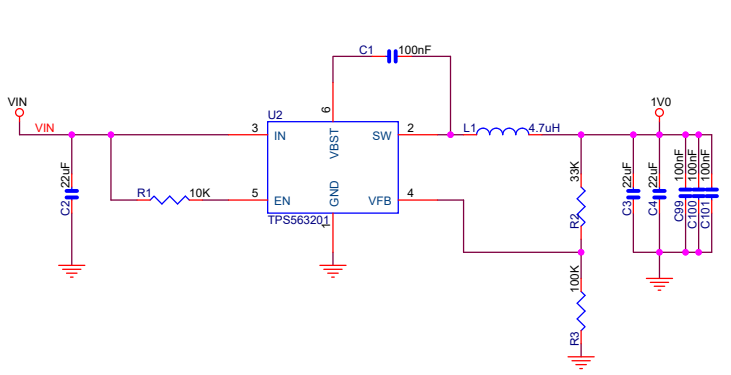 C1
100nF
VIN
VIN
U2
6
1V0
3
IN
VBST
SW
2
L1
4.7uH
22uF
C2
R1
10K
5
EN
GND
VFB
4
TPS563201
1
33K
R2
100K
R3
22uF
C3
22uF
C4
100nF
C99
100nF
C100
100nF
C101